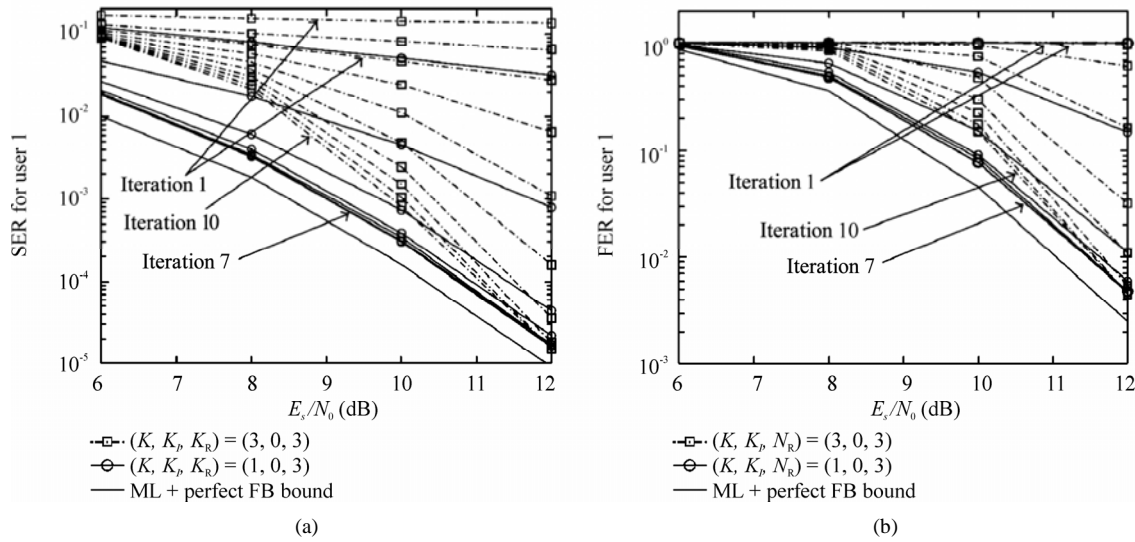 SER for user 1
10⁻¹
10⁻²
10⁻³
10⁻⁴
10⁻⁵
Iteration 1
Iteration 10
Iteration 7
6 7 8 9 10 11 12
Eₛ/N₀ (dB)
(K, K_I, K_R) = (3, 0, 3)
(K, K_I, K_R) = (1, 0, 3)
ML + perfect FB bound
(a)
FER for user 1
10⁰
10⁻¹
10⁻²
10⁻³
Iteration 1
Iteration 10
Iteration 7
6 7 8 9 10 11 12
Eₛ/N₀ (dB)
(K, K_I, N_R) = (3, 0, 3)
(K, K_I, N_R) = (1, 0, 3)
ML + perfect FB bound
(b)